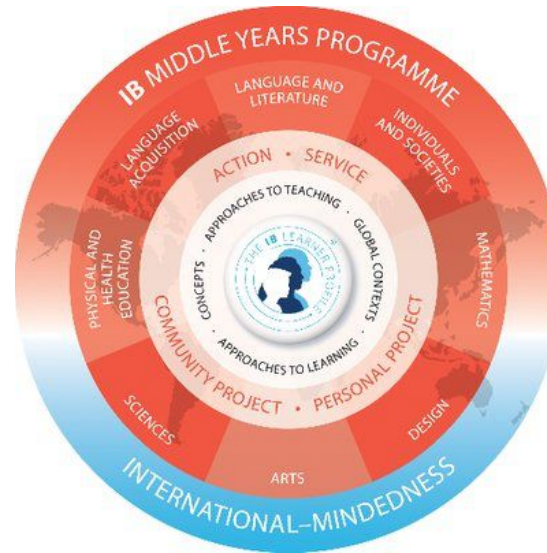 IB MIDDLE YEARS PROGRAMME
LANGUAGE AND
LITERATURE
INDIVIDUALS
AND SOCIETIES
MATHEMATICS
DESIGN
ARTS
SCIENCES
PHYSICAL AND
HEALTH
EDUCATION
LANGUAGE
ACQUISITION
ACTION • SERVICE
COMMUNITY PROJECT • PERSONAL PROJECT
APPROACHES TO TEACHING · GLOBAL CONTEXTS · APPROACHES TO LEARNING · CONCEPTS ·
THE IB LEARNER PROFILE
INTERNATIONAL–MINDEDNESS